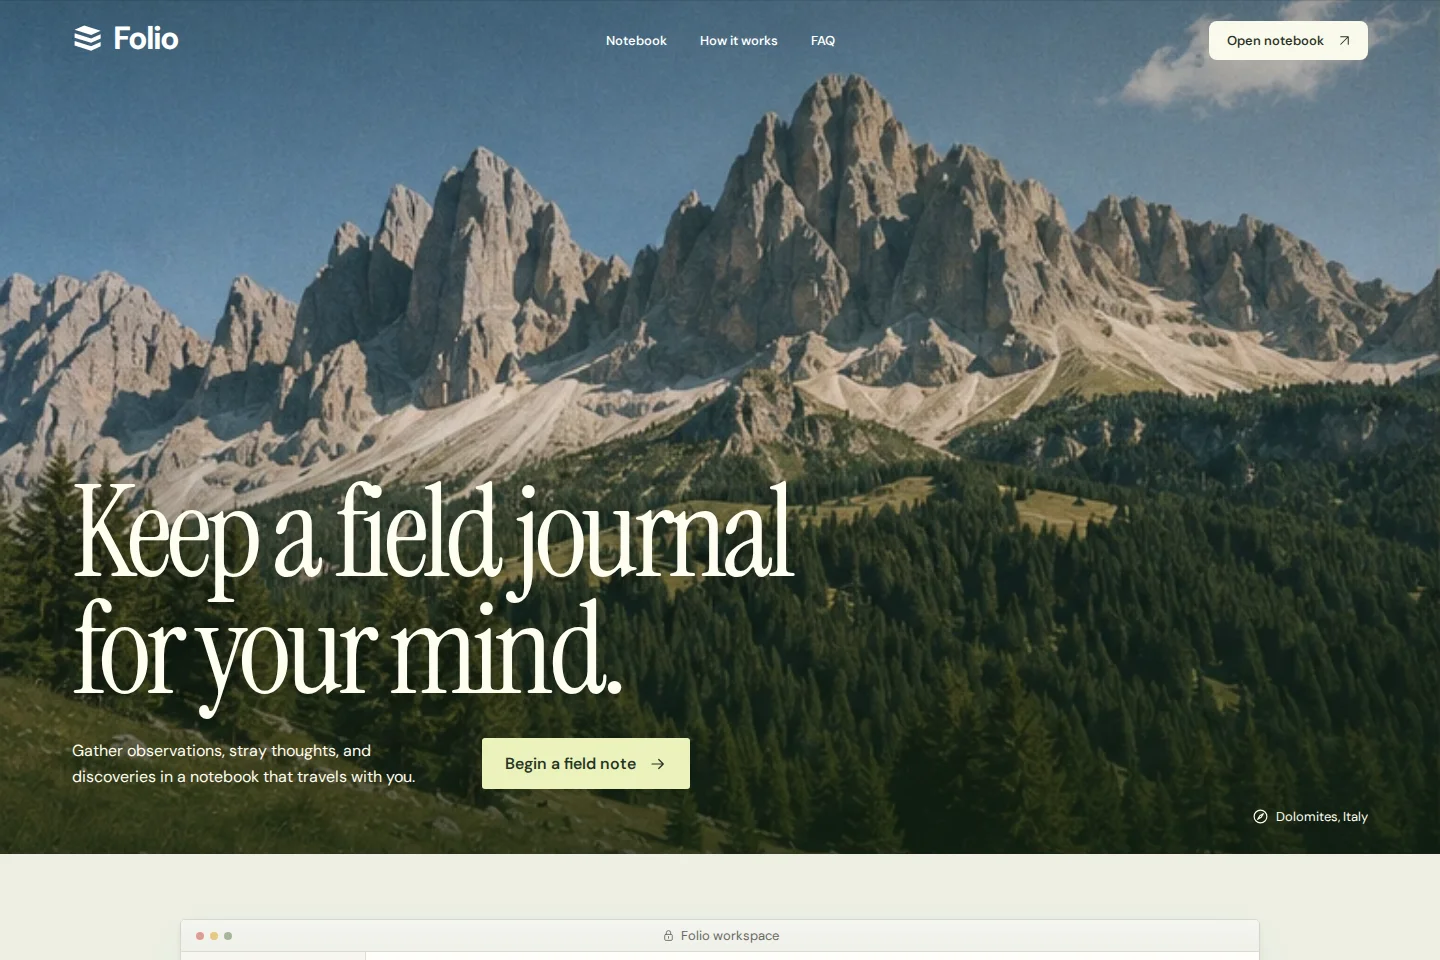 Folio
Notebook
How it works
FAQ
Open notebook
Keep a field journal
for your mind.
Gather observations, stray thoughts, and
discoveries in a notebook that travels with you.
Begin a field note
Dolomites, Italy
Folio workspace